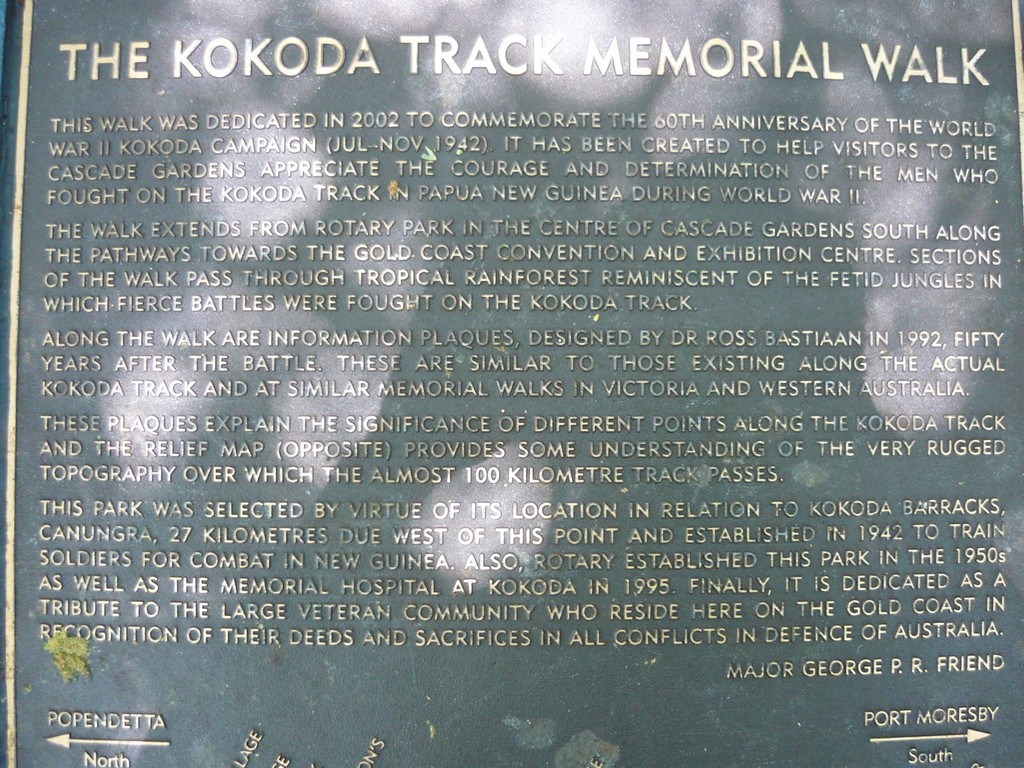 THE KOKODA TRACK MEMORIAL WALK
THIS WALK WAS DEDICATED IN 2002 TO COMMEMORATE THE 60TH ANNIVERSARY OF THE WORLD
WAR II KOKODA CAMPAIGN (JUL-NOV 1942). IT HAS BEEN CREATED TO HELP VISITORS TO THE
CASCADE GARDENS APPRECIATE THE COURAGE AND DETERMINATION OF THE MEN WHO
FOUGHT ON THE KOKODA TRACK IN PAPUA NEW GUINEA DURING WORLD WAR II.
THE WALK EXTENDS FROM ROTARY PARK IN THE CENTRE OF CASCADE GARDENS SOUTH ALONG
THE PATHWAYS TOWARDS THE GOLD COAST CONVENTION AND EXHIBITION CENTRE. SECTIONS
OF THE WALK PASS THROUGH TROPICAL RAINFOREST REMINISCENT OF THE FETID JUNGLES IN
WHICH FIERCE BATTLES WERE FOUGHT ON THE KOKODA TRACK.
ALONG THE WALK ARE INFORMATION PLAQUES, DESIGNED BY DR ROSS BASTIAAN IN 1992, FIFTY
YEARS AFTER THE BATTLE. THESE ARE SIMILAR TO THOSE EXISTING ALONG THE ACTUAL
KOKODA TRACK AND AT SIMILAR MEMORIAL WALKS IN VICTORIA AND WESTERN AUSTRALIA.
THESE PLAQUES EXPLAIN THE SIGNIFICANCE OF DIFFERENT POINTS ALONG THE KOKODA TRACK
AND THE RELIEF MAP (OPPOSITE) PROVIDES SOME UNDERSTANDING OF THE VERY RUGGED
TOPOGRAPHY OVER WHICH THE ALMOST 100 KILOMETRE TRACK PASSES.
THIS PARK WAS SELECTED BY VIRTUE OF ITS LOCATION IN RELATION TO KOKODA BARRACKS,
CANUNGRA, 27 KILOMETRES DUE WEST OF THIS POINT AND ESTABLISHED IN 1942 TO TRAIN
SOLDIERS FOR COMBAT IN NEW GUINEA. ALSO, ROTARY ESTABLISHED THIS PARK IN THE 1950s
AS WELL AS THE MEMORIAL HOSPITAL AT KOKODA IN 1995. FINALLY, IT IS DEDICATED AS A
TRIBUTE TO THE LARGE VETERAN COMMUNITY WHO RESIDE HERE ON THE GOLD COAST IN
RECOGNITION OF THEIR DEEDS AND SACRIFICES IN ALL CONFLICTS IN DEFENCE OF AUSTRALIA.
MAJOR GEORGE P. R. FRIEND
POPENDETTA
North
PORT MORESBY
South